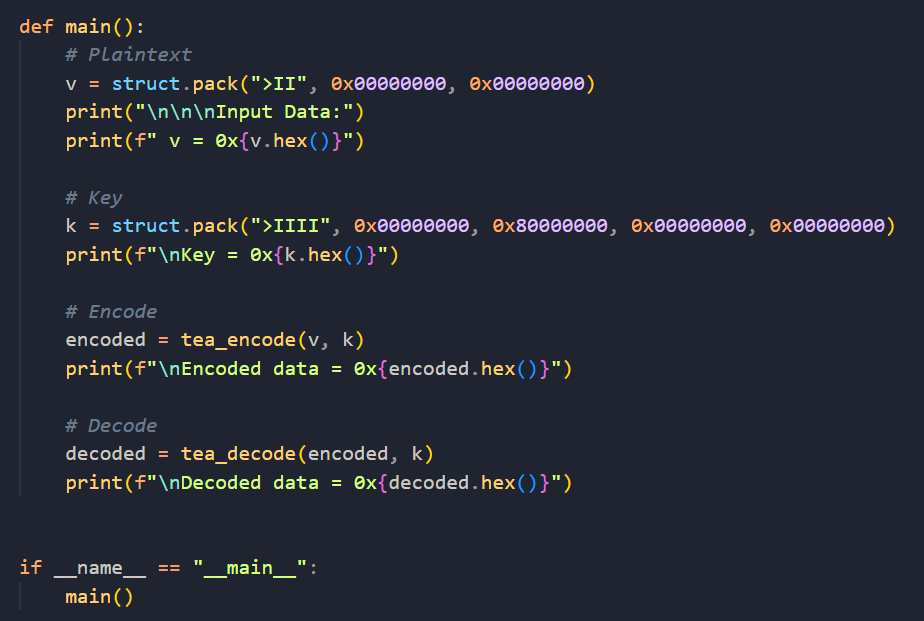 def main():
    # Plaintext
    v = struct.pack(">II", 0x00000000, 0x00000000)
    print("\n\n\nInput Data:")
    print(f" v = 0x{v.hex()}")

    # Key
    k = struct.pack(">IIII", 0x00000000, 0x80000000, 0x00000000, 0x00000000)
    print(f"\nKey = 0x{k.hex()}")

    # Encode
    encoded = tea_encode(v, k)
    print(f"\nEncoded data = 0x{encoded.hex()}")

    # Decode
    decoded = tea_decode(encoded, k)
    print(f"\nDecoded data = 0x{decoded.hex()}")


if __name__ == "__main__":
    main()